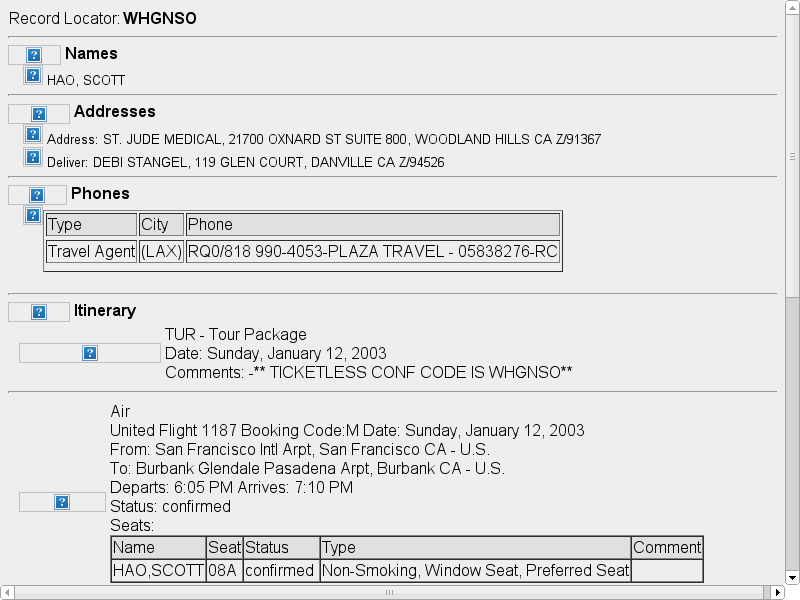 Record Locator: WHGNSO
Names
HAO, SCOTT
Addresses
Address: ST. JUDE MEDICAL, 21700 OXNARD ST SUITE 800, WOODLAND HILLS CA Z/91367
Deliver: DEBI STANGEL, 119 GLEN COURT, DANVILLE CA Z/94526
Phones
Type City Phone
Travel Agent (LAX) RQ0/818 990-4053-PLAZA TRAVEL - 05838276-RC
Itinerary
TUR - Tour Package
Date: Sunday, January 12, 2003
Comments: -** TICKETLESS CONF CODE IS WHGNSO**
Air
United Flight 1187 Booking Code:M Date: Sunday, January 12, 2003
From: San Francisco Intl Arpt, San Francisco CA - U.S.
To: Burbank Glendale Pasadena Arpt, Burbank CA - U.S.
Departs: 6:05 PM Arrives: 7:10 PM
Status: confirmed
Seats:
Name Seat Status Type Comment
HAO,SCOTT 08A confirmed Non-Smoking, Window Seat, Preferred Seat